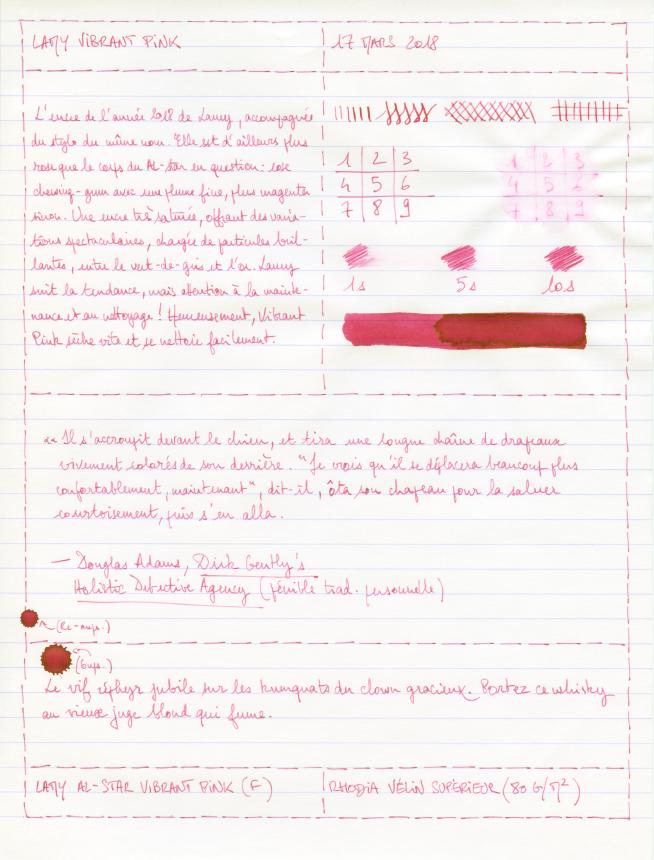 LAMY VIBRANT PINK
17 MARS 2018
L'encre de l'année 2018 de Lamy, accompagnée
du stylo du même nom. Elle est d'ailleurs plus
rose que le corps du Al-Star en question : rose
chewing-gum avec une plume fine, plus magenta
sinon. Une encre très saturée, offrant des varia-
tions spectaculaires, chargée de particules bril-
lantes, entre le vert-de-gris et l'or. Lamy
suit la tendance, mais attention à la mainte-
nance et au nettoyage ! Heureusement, Vibrant
Pink sèche vite et se nettoie facilement.
1 2 3
4 5 6
7 8 9
1 2 3
4 5 6
7 8 9
1s 5s 10s
« Il s'accroupit devant le chien, et tira une longue chaîne de drapeaux
vivement colorés de son derrière. "Je crois qu'il se déplacera beaucoup plus
confortablement, maintenant", dit-il, ôta son chapeau pour la saluer
courtoisement, puis s'en alla.
— Douglas Adams, Dirk Gently's
Holistic Detective Agency (pénible trad. personnelle)
(Re-oups.)
(Oups.)
Le vif zéphyr jubile sur les kumquats du clown gracieux. Portez ce whisky
au vieux juge blond qui fume.
LAMY AL-STAR VIBRANT PINK (F)
RHODIA VÉLIN SUPÉRIEUR (80 G/M²)